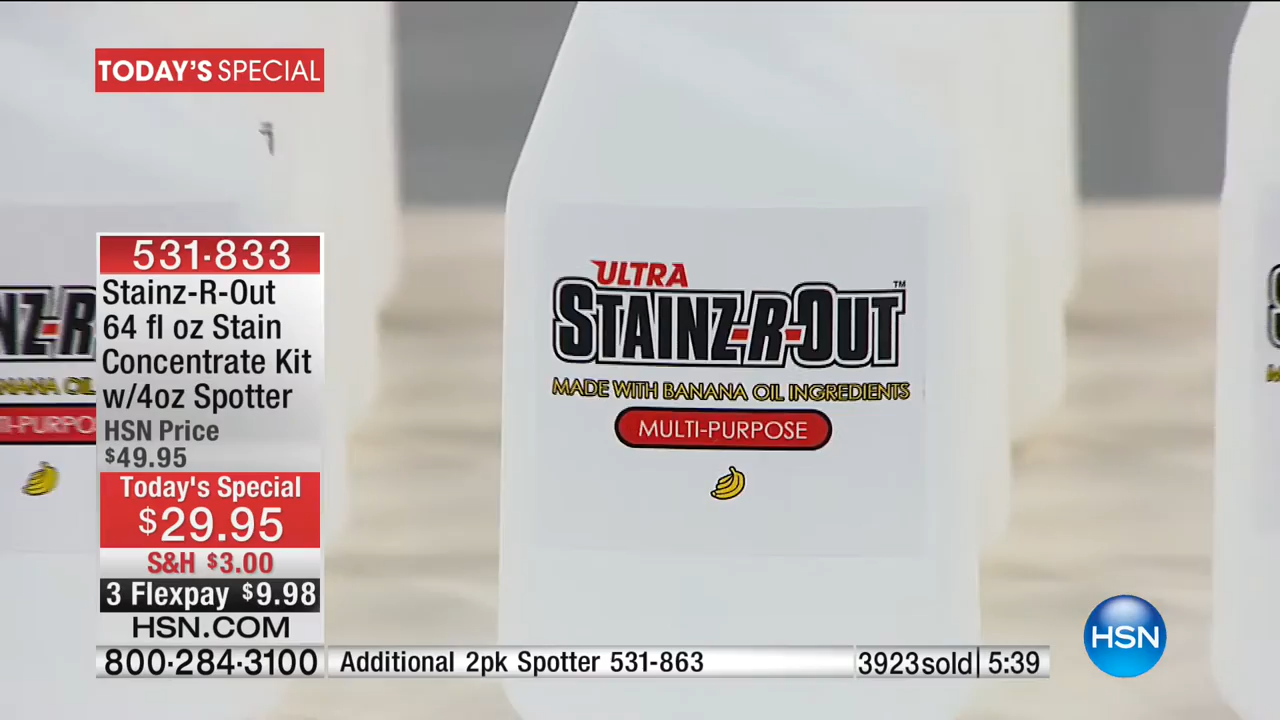 TODAY'S SPECIAL
531·833
Stainz-R-Out
64 fl oz Stain
Concentrate Kit
w/4oz Spotter
HSN Price
$49.95
Today's Special
$29.95
S&H $3.00
3 Flexpay $9.98
HSN.COM
800·284·3100
Additional 2pk Spotter 531-863
3923sold
5:39
ULTRA
STAINZ-R-OUT™
MADE WITH BANANA OIL INGREDIENTS
MULTI-PURPOSE
HSN